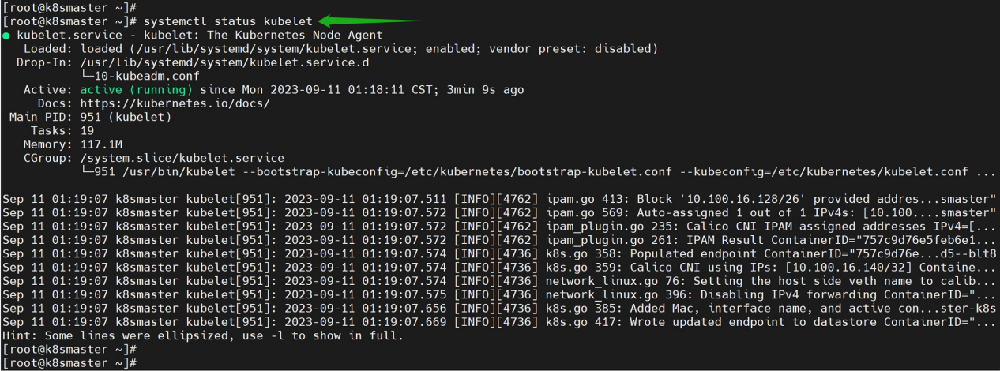 [root@k8smaster ~]#
[root@k8smaster ~]# systemctl status kubelet
● kubelet.service - kubelet: The Kubernetes Node Agent
   Loaded: loaded (/usr/lib/systemd/system/kubelet.service; enabled; vendor preset: disabled)
  Drop-In: /usr/lib/systemd/system/kubelet.service.d
           └─10-kubeadm.conf
   Active: active (running) since Mon 2023-09-11 01:18:11 CST; 3min 9s ago
     Docs: https://kubernetes.io/docs/
 Main PID: 951 (kubelet)
    Tasks: 19
   Memory: 117.1M
   CGroup: /system.slice/kubelet.service
           └─951 /usr/bin/kubelet --bootstrap-kubeconfig=/etc/kubernetes/bootstrap-kubelet.conf --kubeconfig=/etc/kubernetes/kubelet.conf ...
Sep 11 01:19:07 k8smaster kubelet[951]: 2023-09-11 01:19:07.511 [INFO][4762] ipam.go 413: Block '10.100.16.128/26' provided addres...smaster"
Sep 11 01:19:07 k8smaster kubelet[951]: 2023-09-11 01:19:07.572 [INFO][4762] ipam.go 569: Auto-assigned 1 out of 1 IPv4s: [10.100....smaster"
Sep 11 01:19:07 k8smaster kubelet[951]: 2023-09-11 01:19:07.572 [INFO][4762] ipam_plugin.go 235: Calico CNI IPAM assigned addresses IPv4=[...
Sep 11 01:19:07 k8smaster kubelet[951]: 2023-09-11 01:19:07.572 [INFO][4762] ipam_plugin.go 261: IPAM Result ContainerID="757c9d76e5feb6e1...
Sep 11 01:19:07 k8smaster kubelet[951]: 2023-09-11 01:19:07.574 [INFO][4736] k8s.go 358: Populated endpoint ContainerID="757c9d76e...d5--blt8
Sep 11 01:19:07 k8smaster kubelet[951]: 2023-09-11 01:19:07.574 [INFO][4736] k8s.go 359: Calico CNI using IPs: [10.100.16.140/32] Containe...
Sep 11 01:19:07 k8smaster kubelet[951]: 2023-09-11 01:19:07.574 [INFO][4736] network_linux.go 76: Setting the host side veth name to calib...
Sep 11 01:19:07 k8smaster kubelet[951]: 2023-09-11 01:19:07.575 [INFO][4736] network_linux.go 396: Disabling IPv4 forwarding ContainerID="...
Sep 11 01:19:07 k8smaster kubelet[951]: 2023-09-11 01:19:07.656 [INFO][4736] k8s.go 385: Added Mac, interface name, and active con...ster-k8s
Sep 11 01:19:07 k8smaster kubelet[951]: 2023-09-11 01:19:07.669 [INFO][4736] k8s.go 417: Wrote updated endpoint to datastore ContainerID="...
Hint: Some lines were ellipsized, use -l to show in full.
[root@k8smaster ~]#
[root@k8smaster ~]#